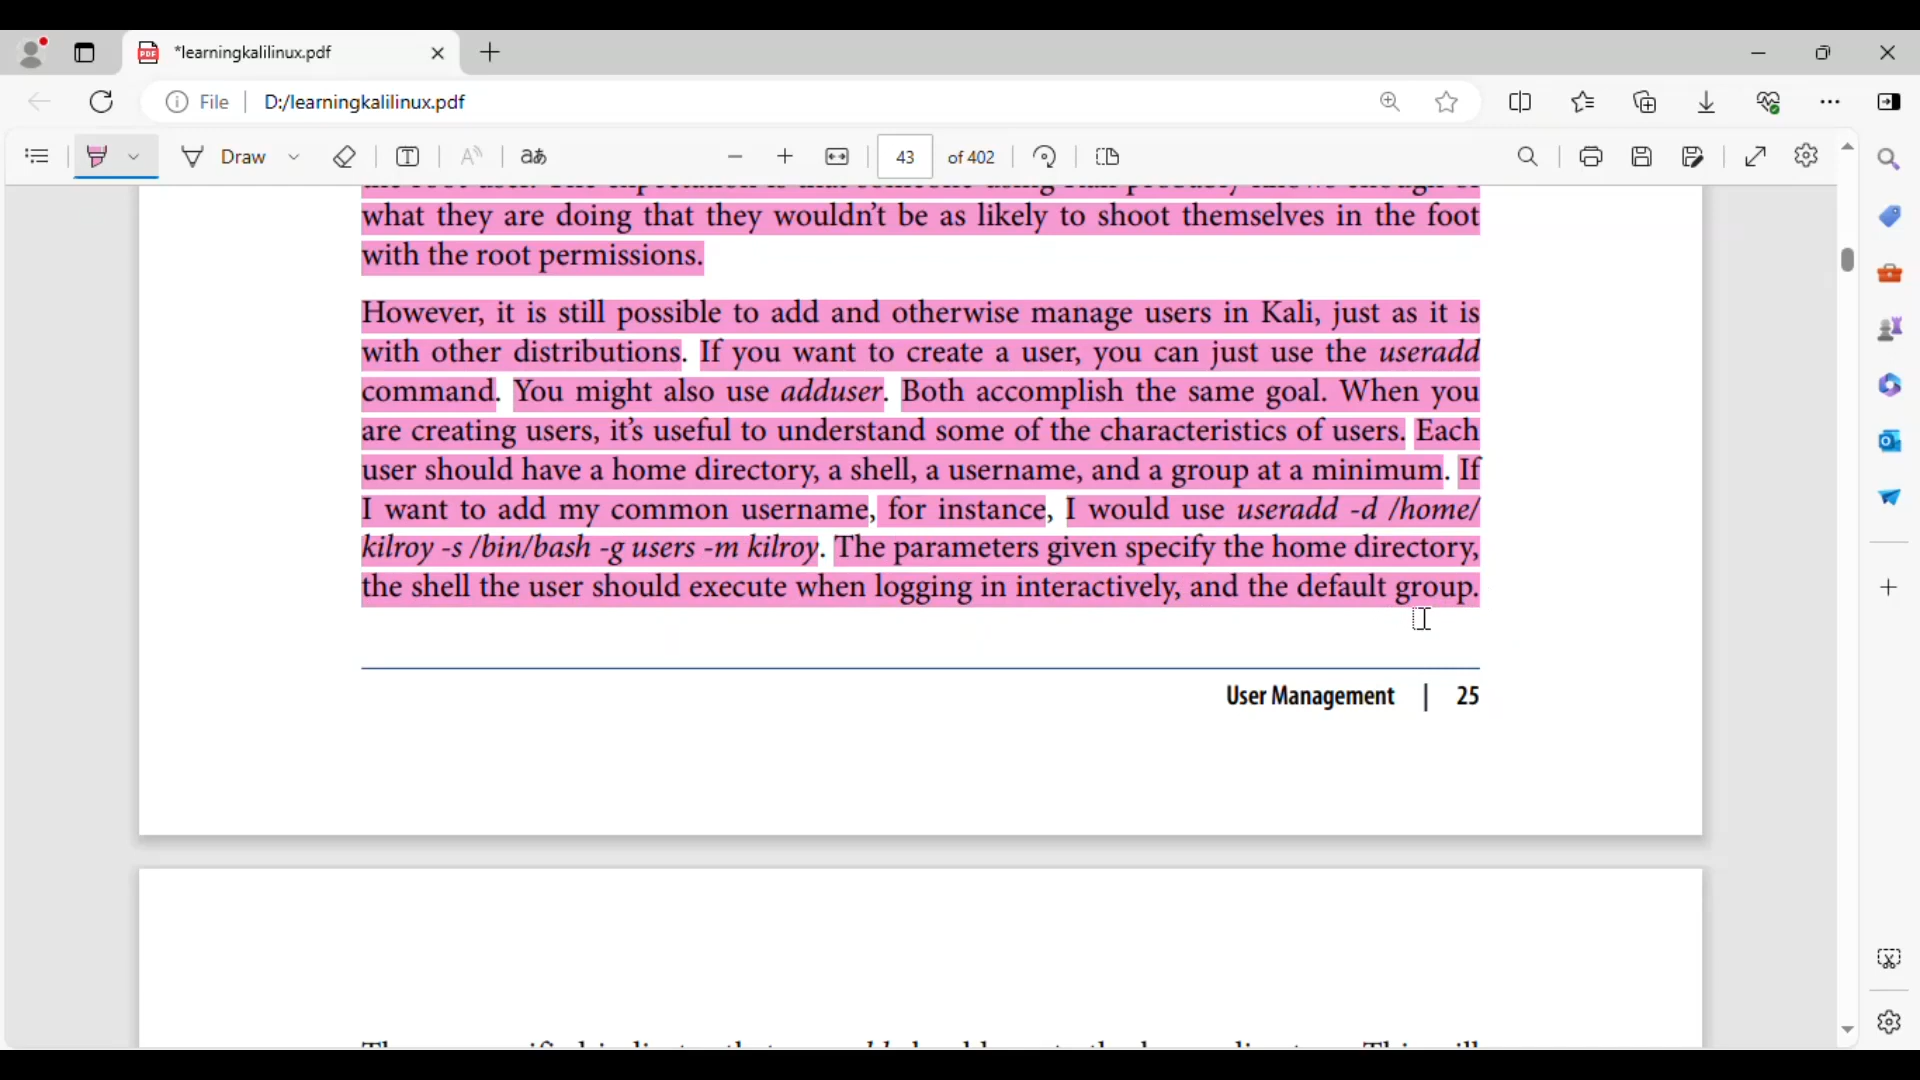 *learningkalilinux.pdf
File
D:/learningkalilinux.pdf
Draw
43
of 402
what they are doing that they wouldn't be as likely to shoot themselves in the foot
with the root permissions.
However, it is still possible to add and otherwise manage users in Kali, just as it is
with other distributions. If you want to create a user, you can just use the useradd
command. You might also use adduser. Both accomplish the same goal. When you
are creating users, it's useful to understand some of the characteristics of users. Each
user should have a home directory, a shell, a username, and a group at a minimum. If
I want to add my common username, for instance, I would use useradd -d /home/
kilroy -s /bin/bash -g users -m kilroy. The parameters given specify the home directory,
the shell the user should execute when logging in interactively, and the default group.
User Management | 25